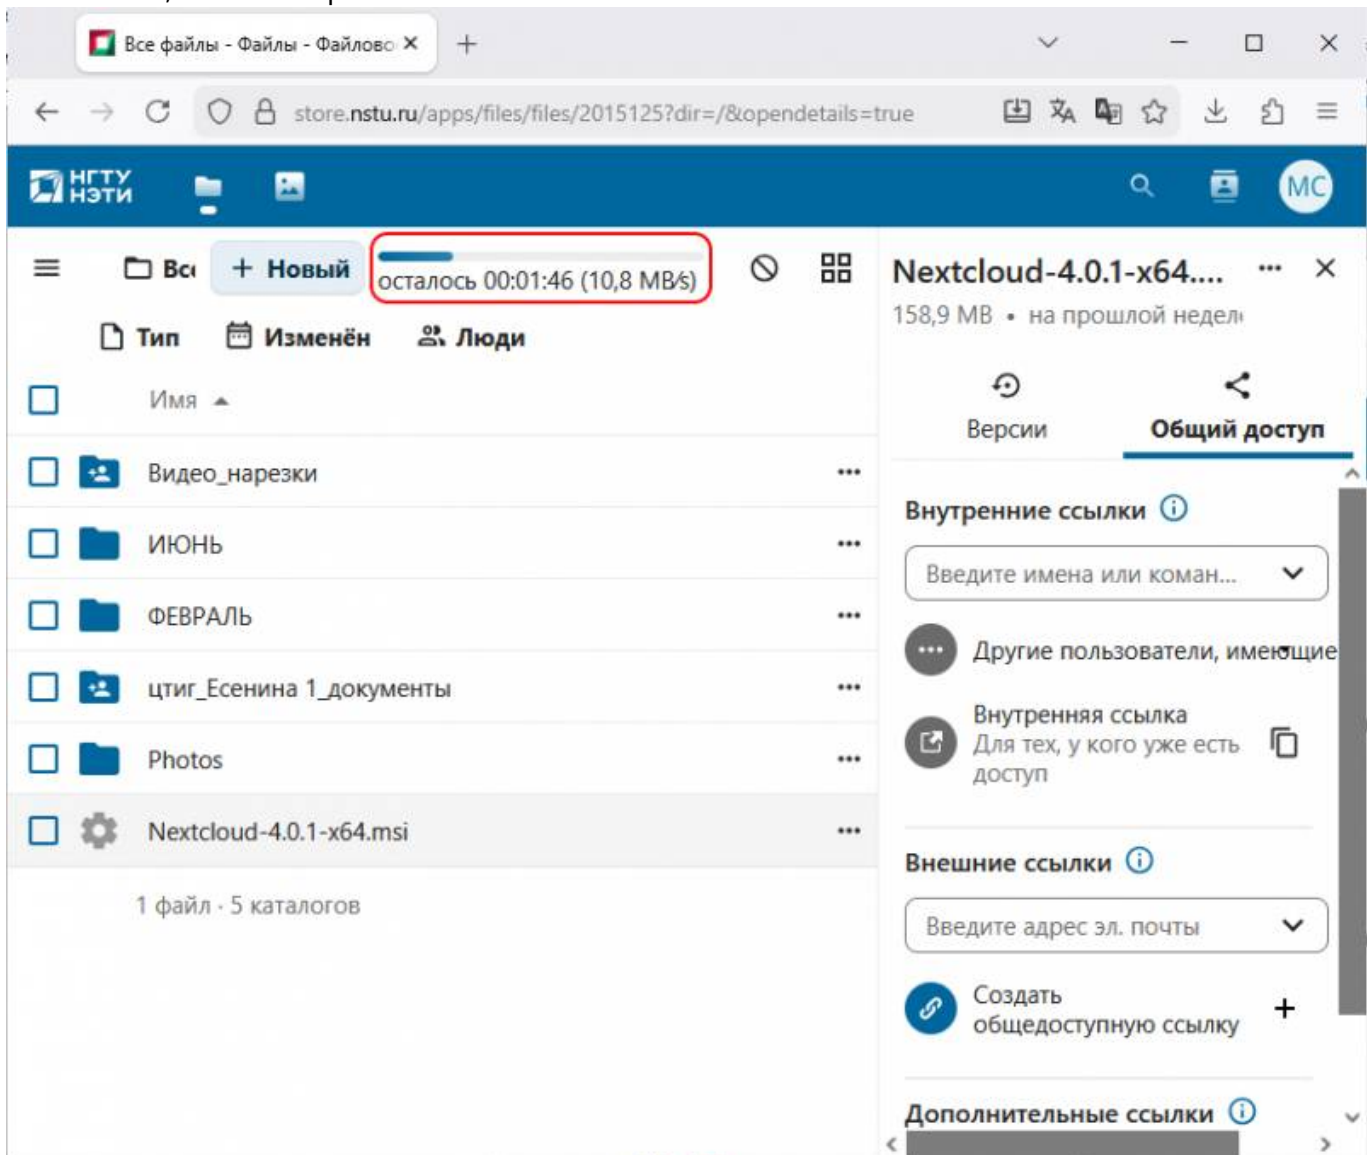 Все файлы - Файлы - Файлово
store.nstu.ru/apps/files/files/2015125?dir=/&opendetails=true
НГТУ
НЭТИ
МС
Вс
+ Новый
осталось 00:01:46 (10,8 MB/s)
Тип
Изменён
Люди
Имя
Видео_нарезки
ИЮНЬ
ФЕВРАЛЬ
цтиг_Есенина 1_документы
Photos
Nextcloud-4.0.1-x64.msi
1 файл · 5 каталогов
Nextcloud-4.0.1-x64....
158,9 MB • на прошлой недел
Версии
Общий доступ
Внутренние ссылки
Введите имена или коман...
Другие пользователи, имеющие
Внутренняя ссылка
Для тех, у кого уже есть
доступ
Внешние ссылки
Введите адрес эл. почты
Создать
общедоступную ссылку
Дополнительные ссылки